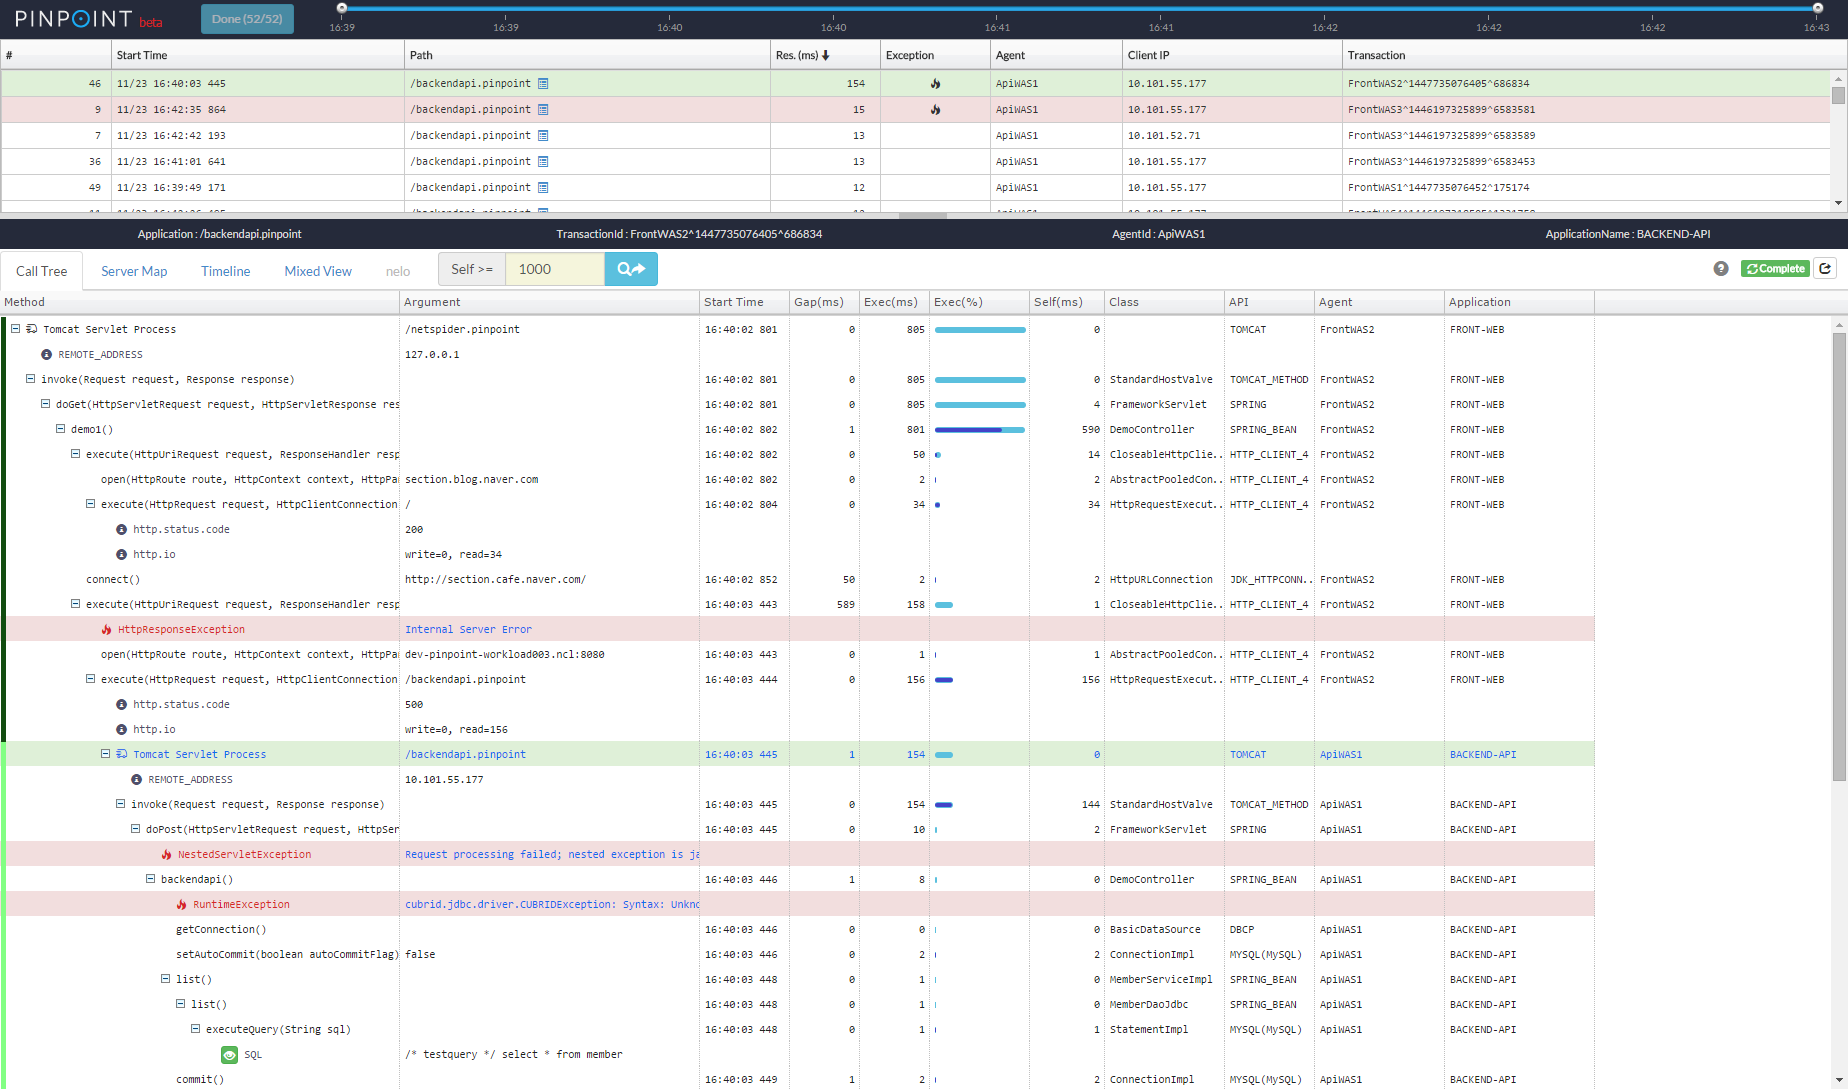 PINPOINT beta Done (52/52) 16:39 16:39 16:40 16:40 16:41 16:41 16:42 16:42 16:42 16:43
# Start Time Path Res. (ms) Exception Agent Client IP Transaction
46 11/23 16:40:03 445 /backendapi.pinpoint 154 ApiWAS1 10.101.55.177 FrontWAS2^1447735076405^686834
9 11/23 16:42:35 864 /backendapi.pinpoint 15 ApiWAS1 10.101.55.177 FrontWAS3^1446197325899^6583581
7 11/23 16:42:42 193 /backendapi.pinpoint 13 ApiWAS1 10.101.52.71 FrontWAS3^1446197325899^6583589
36 11/23 16:41:01 641 /backendapi.pinpoint 13 ApiWAS1 10.101.55.177 FrontWAS3^1446197325899^6583453
49 11/23 16:39:49 171 /backendapi.pinpoint 12 ApiWAS1 10.101.55.177 FrontWAS1^1447735076452^175174
Application : /backendapi.pinpoint TransactionId : FrontWAS2^1447735076405^686834 AgentId : ApiWAS1 ApplicationName : BACKEND-API
Call Tree Server Map Timeline Mixed View nelo Self >= 1000 Complete
Method Argument Start Time Gap(ms) Exec(ms) Exec(%) Self(ms) Class API Agent Application
Tomcat Servlet Process /netspider.pinpoint 16:40:02 801 0 805 0 TOMCAT FrontWAS2 FRONT-WEB
REMOTE_ADDRESS 127.0.0.1
invoke(Request request, Response response) 16:40:02 801 0 805 0 StandardHostValve TOMCAT_METHOD FrontWAS2 FRONT-WEB
doGet(HttpServletRequest request, HttpServletResponse res 16:40:02 801 0 805 4 FrameworkServlet SPRING FrontWAS2 FRONT-WEB
demo1() 16:40:02 802 1 801 590 DemoController SPRING_BEAN FrontWAS2 FRONT-WEB
execute(HttpUriRequest request, ResponseHandler resp 16:40:02 802 0 50 14 CloseableHttpClie.. HTTP_CLIENT_4 FrontWAS2 FRONT-WEB
open(HttpRoute route, HttpContext context, HttpPa section.blog.naver.com 16:40:02 802 0 2 2 AbstractPooledCon.. HTTP_CLIENT_4 FrontWAS2 FRONT-WEB
execute(HttpRequest request, HttpClientConnection / 16:40:02 804 0 34 34 HttpRequestExecut.. HTTP_CLIENT_4 FrontWAS2 FRONT-WEB
http.status.code 200
http.io write=0, read=34
connect() http://section.cafe.naver.com/ 16:40:02 852 50 2 2 HttpURLConnection JDK_HTTPCONN.. FrontWAS2 FRONT-WEB
execute(HttpUriRequest request, ResponseHandler resp 16:40:03 443 589 158 1 CloseableHttpClie.. HTTP_CLIENT_4 FrontWAS2 FRONT-WEB
HttpResponseException Internal Server Error
open(HttpRoute route, HttpContext context, HttpPa dev-pinpoint-workload003.ncl:8080 16:40:03 443 0 1 1 AbstractPooledCon.. HTTP_CLIENT_4 FrontWAS2 FRONT-WEB
execute(HttpRequest request, HttpClientConnection /backendapi.pinpoint 16:40:03 444 0 156 156 HttpRequestExecut.. HTTP_CLIENT_4 FrontWAS2 FRONT-WEB
http.status.code 500
http.io write=0, read=156
Tomcat Servlet Process /backendapi.pinpoint 16:40:03 445 1 154 0 TOMCAT ApiWAS1 BACKEND-API
REMOTE_ADDRESS 10.101.55.177
invoke(Request request, Response response) 16:40:03 445 0 154 144 StandardHostValve TOMCAT_METHOD ApiWAS1 BACKEND-API
doPost(HttpServletRequest request, HttpSer 16:40:03 445 0 10 2 FrameworkServlet SPRING ApiWAS1 BACKEND-API
NestedServletException Request processing failed; nested exception is ja
backendapi() 16:40:03 446 1 8 0 DemoController SPRING_BEAN ApiWAS1 BACKEND-API
RuntimeException cubrid.jdbc.driver.CUBRIDException: Syntax: Unkno
getConnection() 16:40:03 446 0 0 0 BasicDataSource DBCP ApiWAS1 BACKEND-API
setAutoCommit(boolean autoCommitFlag) false 16:40:03 446 0 2 2 ConnectionImpl MYSQL(MySQL) ApiWAS1 BACKEND-API
list() 16:40:03 448 0 1 0 MemberServiceImpl SPRING_BEAN ApiWAS1 BACKEND-API
list() 16:40:03 448 0 1 0 MemberDaoJdbc SPRING_BEAN ApiWAS1 BACKEND-API
executeQuery(String sql) 16:40:03 448 0 1 1 StatementImpl MYSQL(MySQL) ApiWAS1 BACKEND-API
SQL /* testquery */ select * from member
commit() 16:40:03 449 1 2 2 ConnectionImpl MYSQL(MySQL) ApiWAS1 BACKEND-API